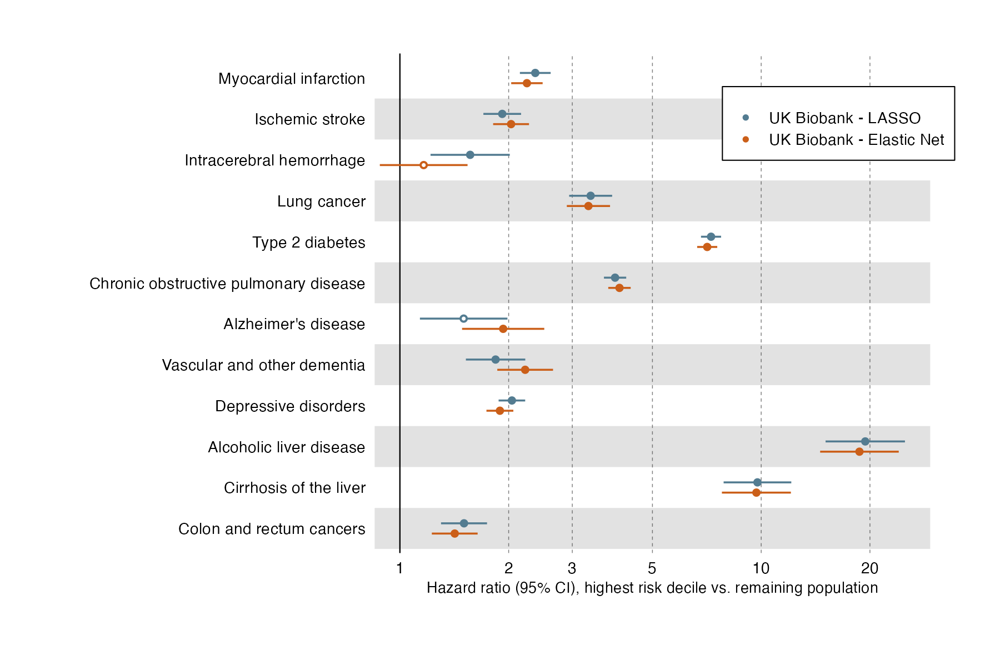 Myocardial infarction
Ischemic stroke
Intracerebral hemorrhage
Lung cancer
Type 2 diabetes
Chronic obstructive pulmonary disease
Alzheimer's disease
Vascular and other dementia
Depressive disorders
Alcoholic liver disease
Cirrhosis of the liver
Colon and rectum cancers
UK Biobank - LASSO
UK Biobank - Elastic Net
1 2 3 5 10 20
Hazard ratio (95% CI), highest risk decile vs. remaining population